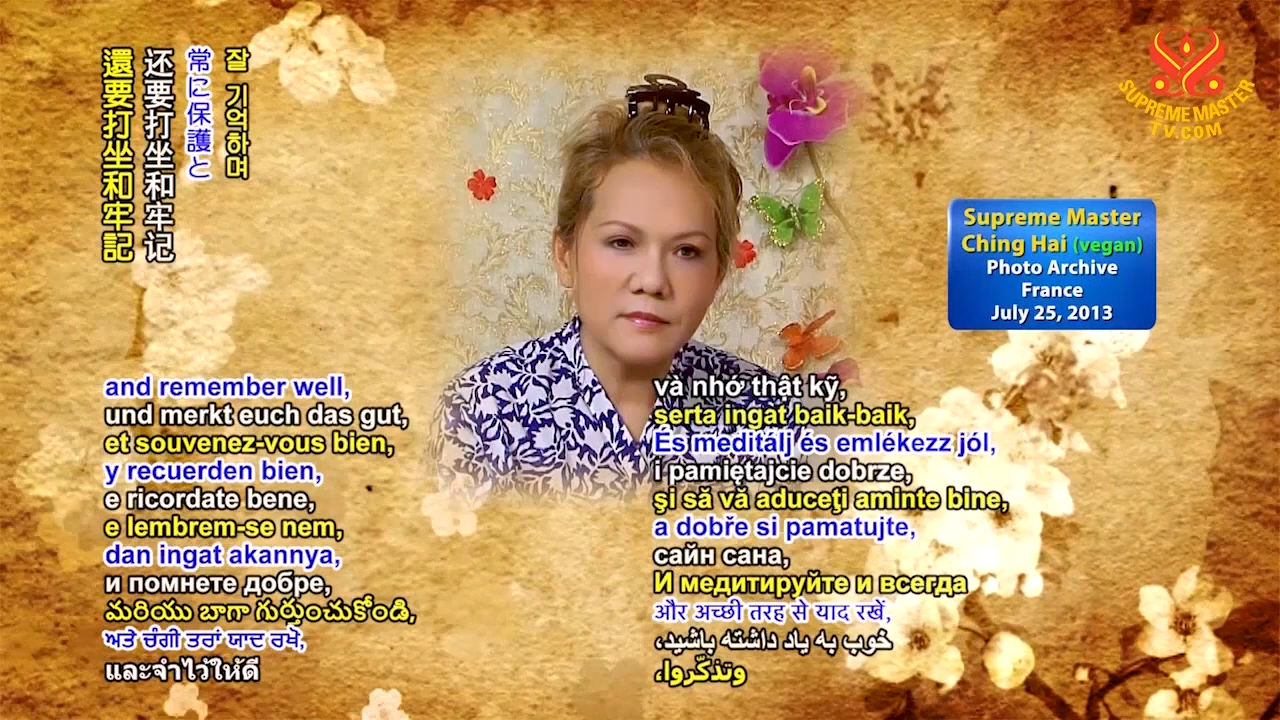 잘 기억하며
常に保護と
还要打坐和牢记
還要打坐和牢記
SUPREME MASTER
TV.COM
Supreme Master
Ching Hai (vegan)
Photo Archive
France
July 25, 2013
and remember well,
und merkt euch das gut,
et souvenez-vous bien,
y recuerden bien,
e ricordate bene,
e lembrem-se nem,
dan ingat akannya,
и помнете добре,
మరియు బాగా గుర్తుంచుకోండి,
ਅਤੇ ਚੰਗੀ ਤਰਾਂ ਯਾਦ ਰਖੋ,
และจำไว้ให้ดี
và nhớ thật kỹ,
serta ingat baik-baik,
És meditálj és emlékezz jól,
i pamiętajcie dobrze,
şi să vă aduceţi aminte bine,
a dobře si pamatujte,
сайн сана,
И медитируйте и всегда
और अच्छी तरह से याद रखें,
خوب به یاد داشته باشید،
وتذكّروا،